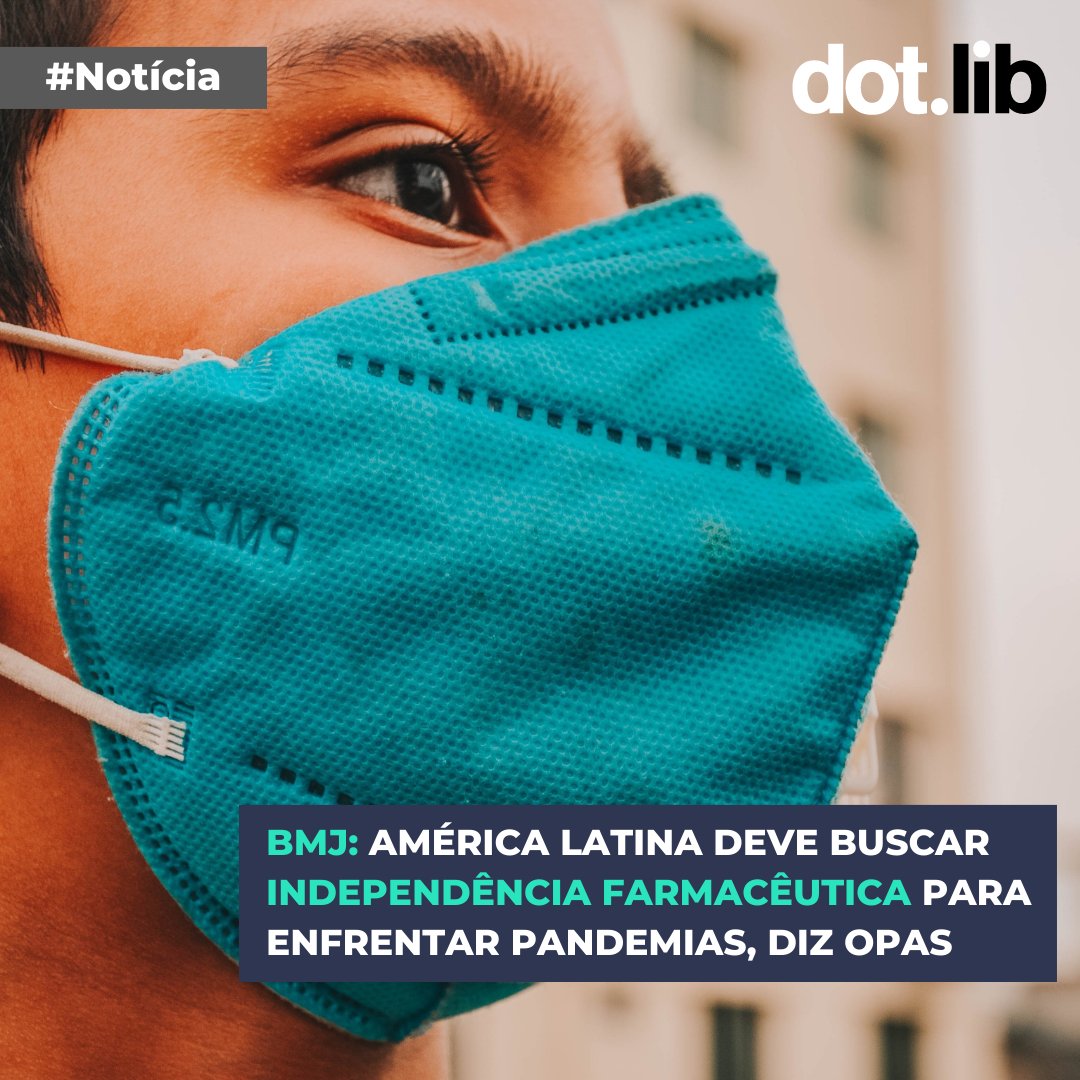 #Notícia
dot.lib
PM2.5
BMJ: AMÉRICA LATINA DEVE BUSCAR
INDEPENDÊNCIA FARMACÊUTICA PARA
ENFRENTAR PANDEMIAS, DIZ OPAS